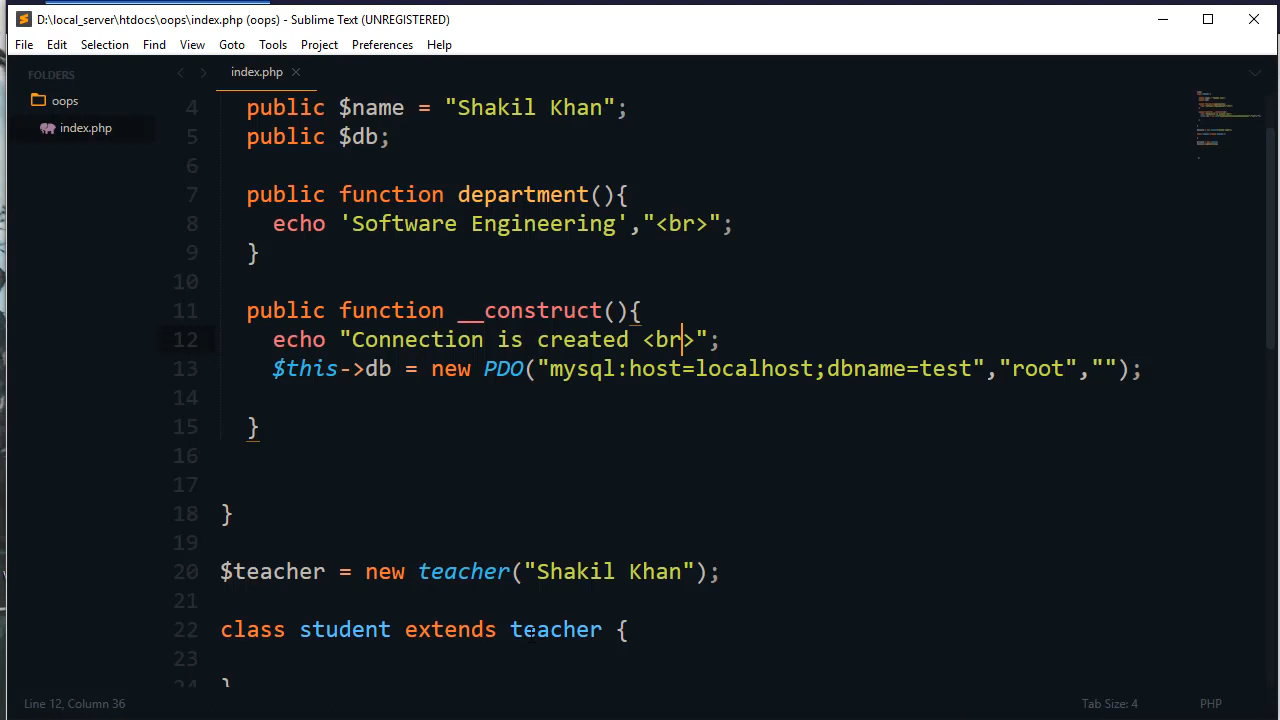 D:\local_server\htdocs\oops\index.php (oops) - Sublime Text (UNREGISTERED)
File Edit Selection Find View Goto Tools Project Preferences Help
FOLDERS
oops
index.php
index.php
4 public $name = "Shakil Khan";
5 public $db;
6
7 public function department(){
8 echo 'Software Engineering',"<br>";
9 }
10
11 public function __construct(){
12 echo "Connection is created <br>";
13 $this->db = new PDO("mysql:host=localhost;dbname=test","root","");
14
15 }
16
17
18 }
19
20 $teacher = new teacher("Shakil Khan");
21
22 class student extends teacher {
23
24 }
Line 12, Column 36
Tab Size: 4
PHP